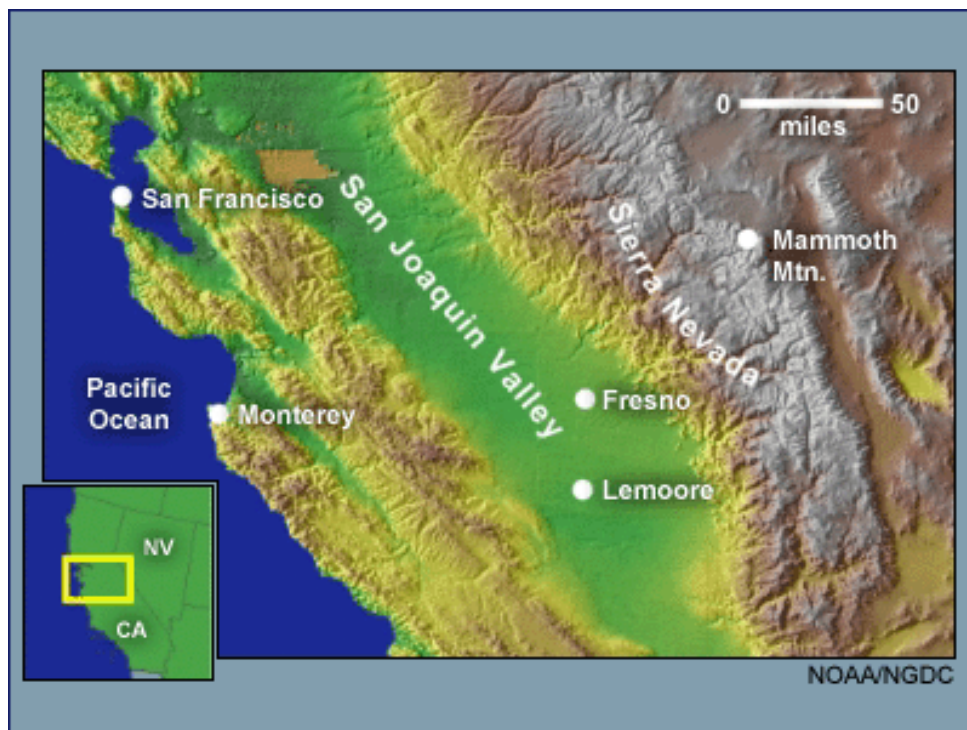 0 50
miles
San Francisco
San Joaquin Valley
Sierra Nevada
Mammoth
Mtn.
Pacific
Ocean
Monterey
Fresno
Lemoore
NV
CA
NOAA/NGDC